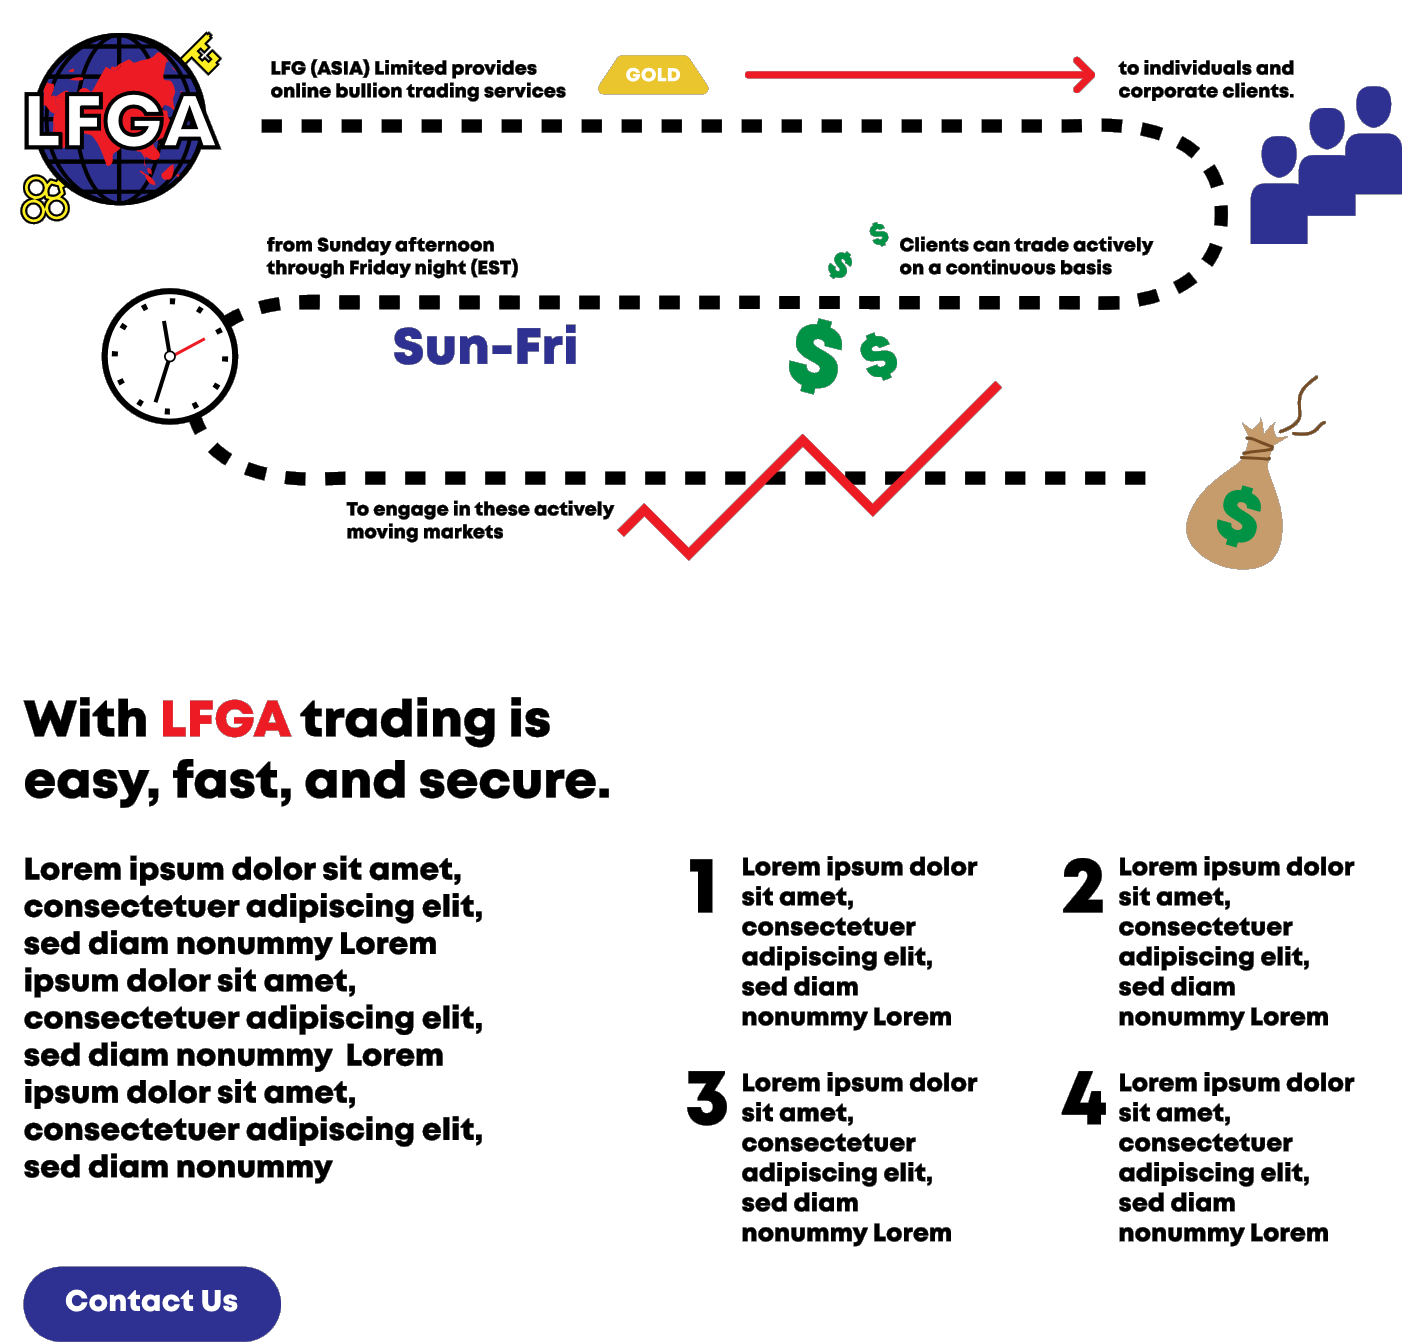 LFGA
LFG (ASIA) Limited provides
online bullion trading services
GOLD
to individuals and
corporate clients.
from Sunday afternoon
through Friday night (EST)
$
$
Clients can trade actively
on a continuous basis
Sun-Fri
$
$
$
To engage in these actively
moving markets
With LFGA trading is
easy, fast, and secure.
Lorem ipsum dolor sit amet,
consectetuer adipiscing elit,
sed diam nonummy Lorem
ipsum dolor sit amet,
consectetuer adipiscing elit,
sed diam nonummy  Lorem
ipsum dolor sit amet,
consectetuer adipiscing elit,
sed diam nonummy
1
Lorem ipsum dolor
sit amet,
consectetuer
adipiscing elit,
sed diam
nonummy Lorem
2
Lorem ipsum dolor
sit amet,
consectetuer
adipiscing elit,
sed diam
nonummy Lorem
3
Lorem ipsum dolor
sit amet,
consectetuer
adipiscing elit,
sed diam
nonummy Lorem
4
Lorem ipsum dolor
sit amet,
consectetuer
adipiscing elit,
sed diam
nonummy Lorem
Contact Us